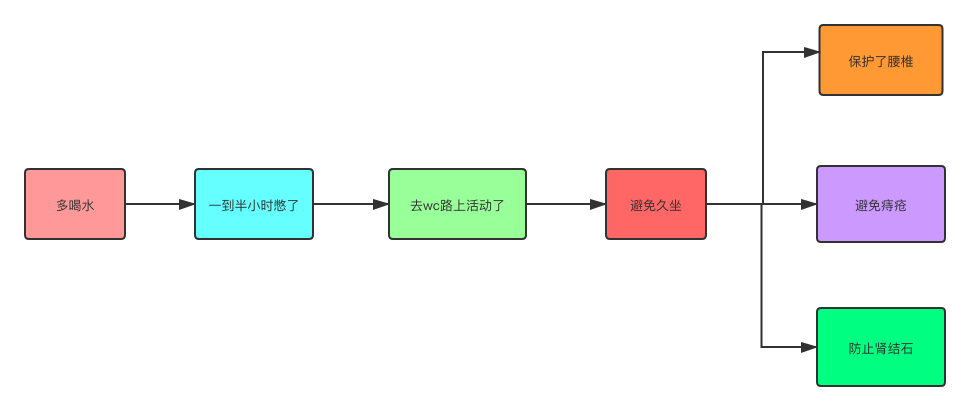 多喝水
一到半小时憋了
去wc路上活动了
避免久坐
保护了腰椎
避免痔疮
防止肾结石